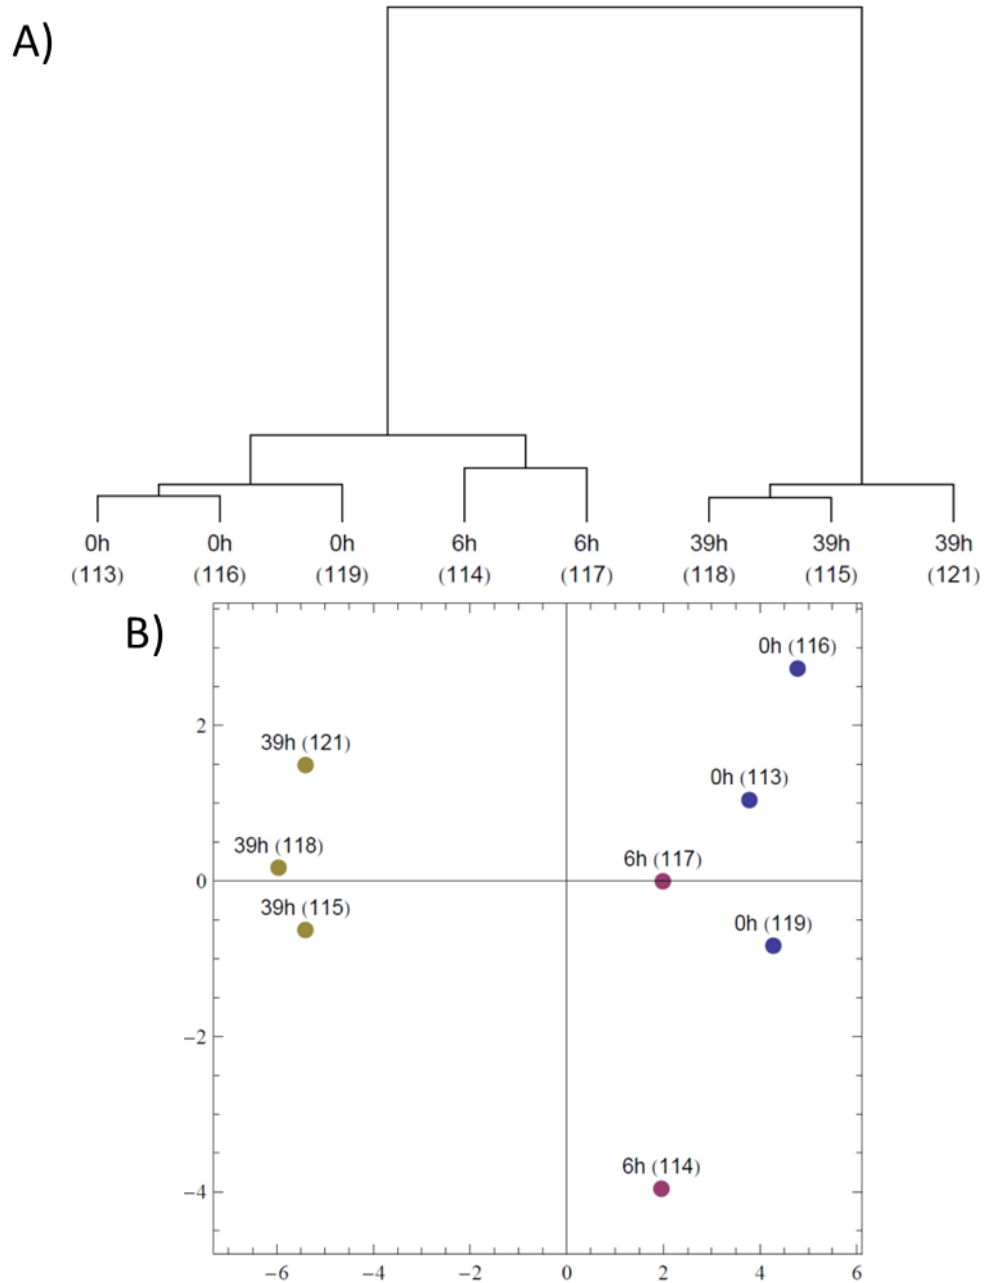 A)
0h 0h 0h 6h 6h 39h 39h 39h
(113) (116) (119) (114) (117) (118) (115) (121)
B)
0h (116)
39h (121)
0h (113)
39h (118)
6h (117)
39h (115)
0h (119)
6h (114)
2
0
−2
−4
−6 −4 −2 0 2 4 6